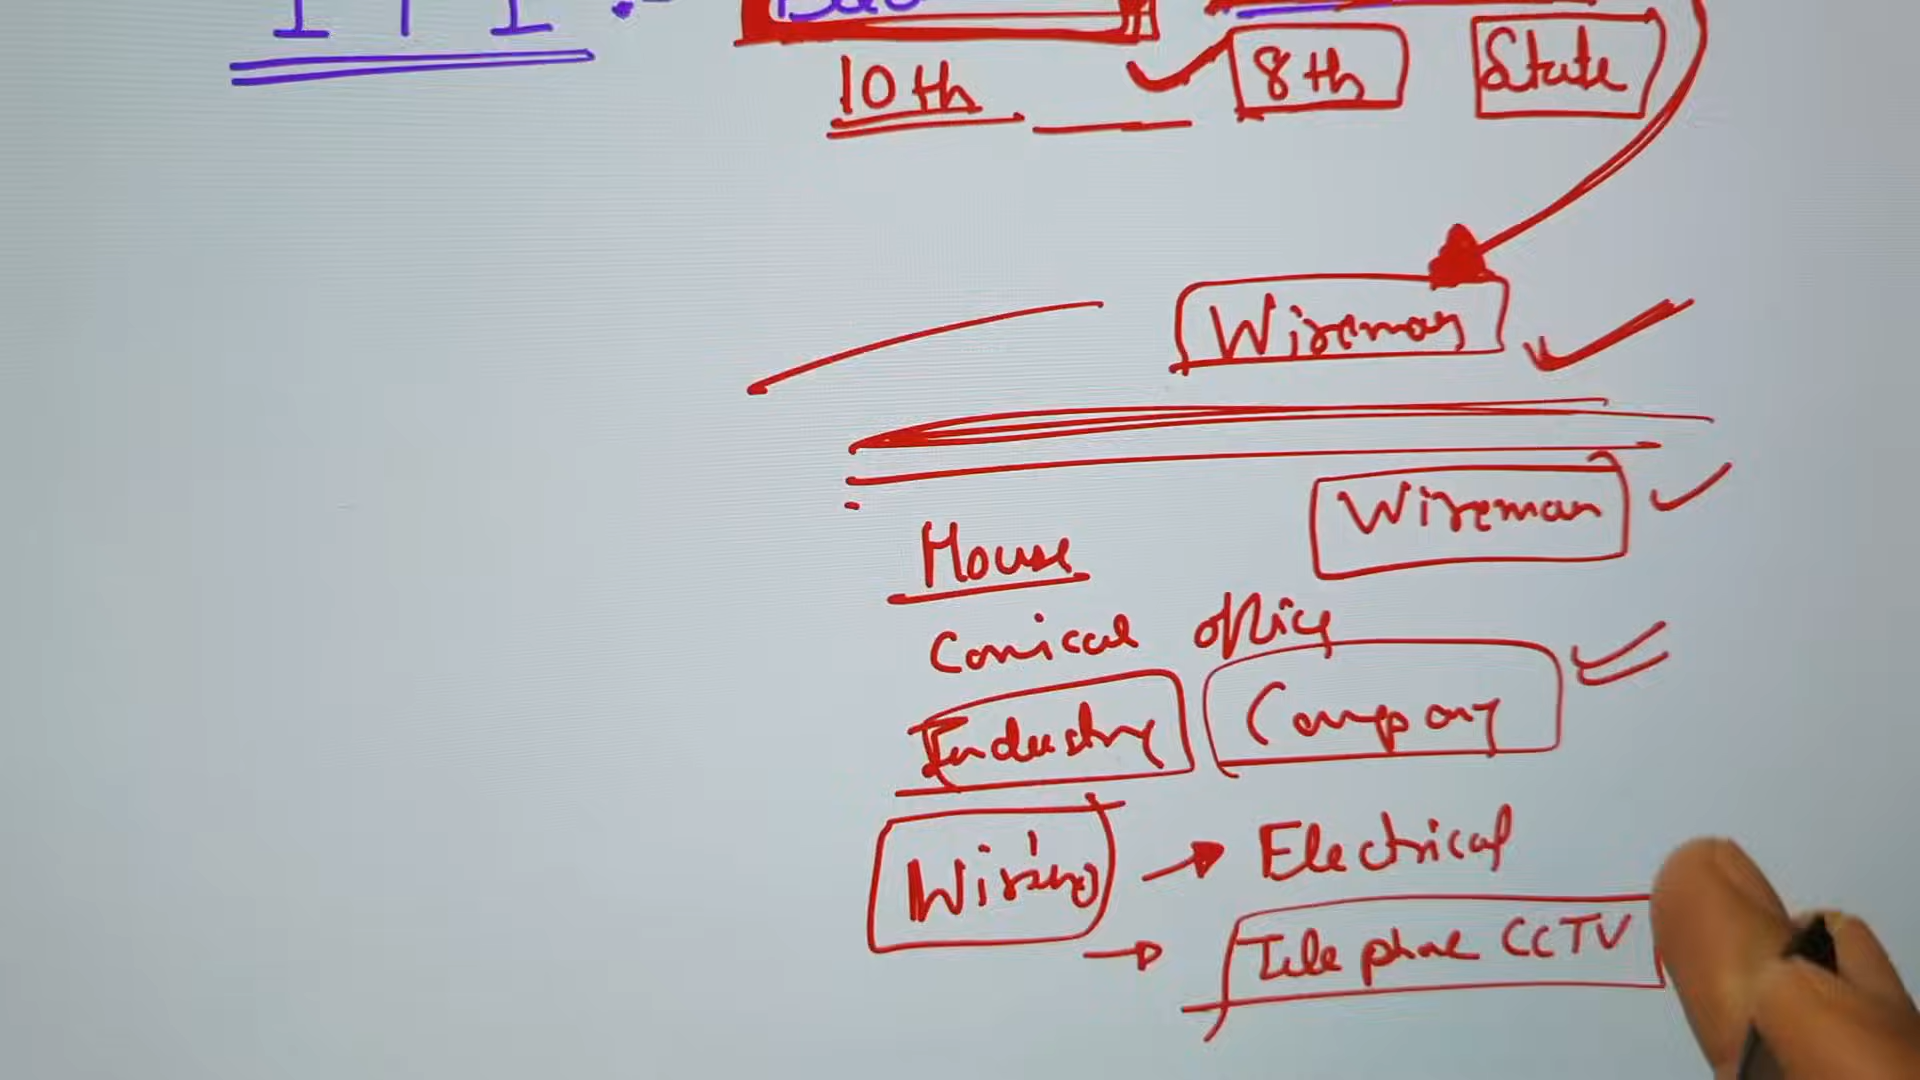 ITI :-
10th 8th State
Wireman
Wireman
House
Conical office
Industry Company
Wiring → Electrical
→ Telephone CCTV